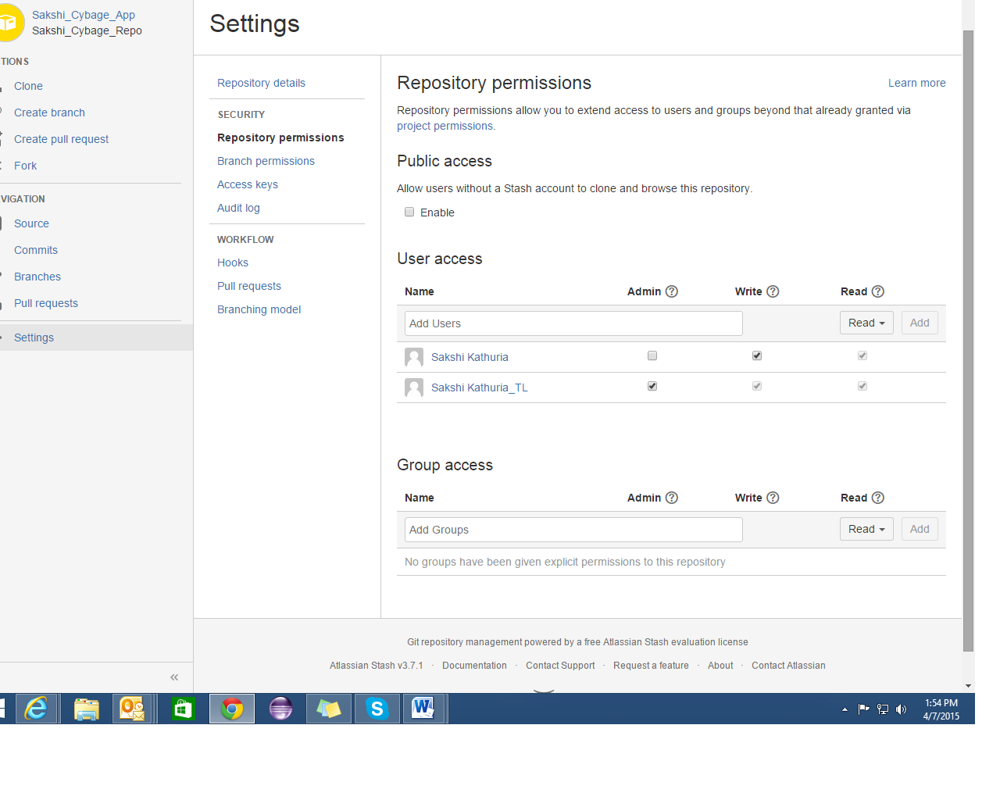 Sakshi_Cybage_App
Sakshi_Cybage_Repo
TIONS
Clone
Create branch
Create pull request
Fork
VIGATION
Source
Commits
Branches
Pull requests
Settings
«
Settings
Repository details
SECURITY
Repository permissions
Branch permissions
Access keys
Audit log
WORKFLOW
Hooks
Pull requests
Branching model
Repository permissions Learn more
Repository permissions allow you to extend access to users and groups beyond that already granted via
project permissions.
Public access
Allow users without a Stash account to clone and browse this repository.
Enable
User access
Name Admin ? Write ? Read ?
Add Users Read Add
Sakshi Kathuria
Sakshi Kathuria_TL
Group access
Name Admin ? Write ? Read ?
Add Groups Read Add
No groups have been given explicit permissions to this repository
Git repository management powered by a free Atlassian Stash evaluation license
Atlassian Stash v3.7.1 · Documentation · Contact Support · Request a feature · About · Contact Atlassian
1:54 PM
4/7/2015